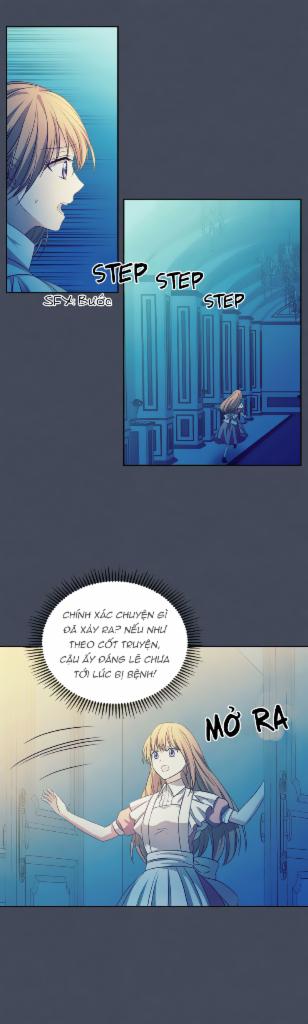 STEP STEP
STEP
SFX: Bước
CHÍNH XÁC CHUYỆN GÌ
ĐÃ XẢY RA? NẾU NHƯ
THEO CỐT TRUYỆN,
CẬU ẤY ĐÁNG LẼ CHƯA
TỚI LÚC BỊ BỆNH!
MỞ RA